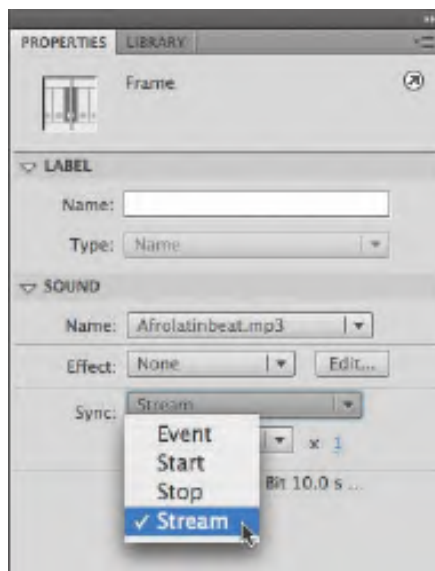 PROPERTIES LIBRARY
Frame
LABEL
Name:
Type: Name
SOUND
Name: Afrolatinbeat.mp3
Effect: None Edit...
Sync: Stream
Event
x 1
Start
Stop
Bit 10.0 s ...
✓ Stream